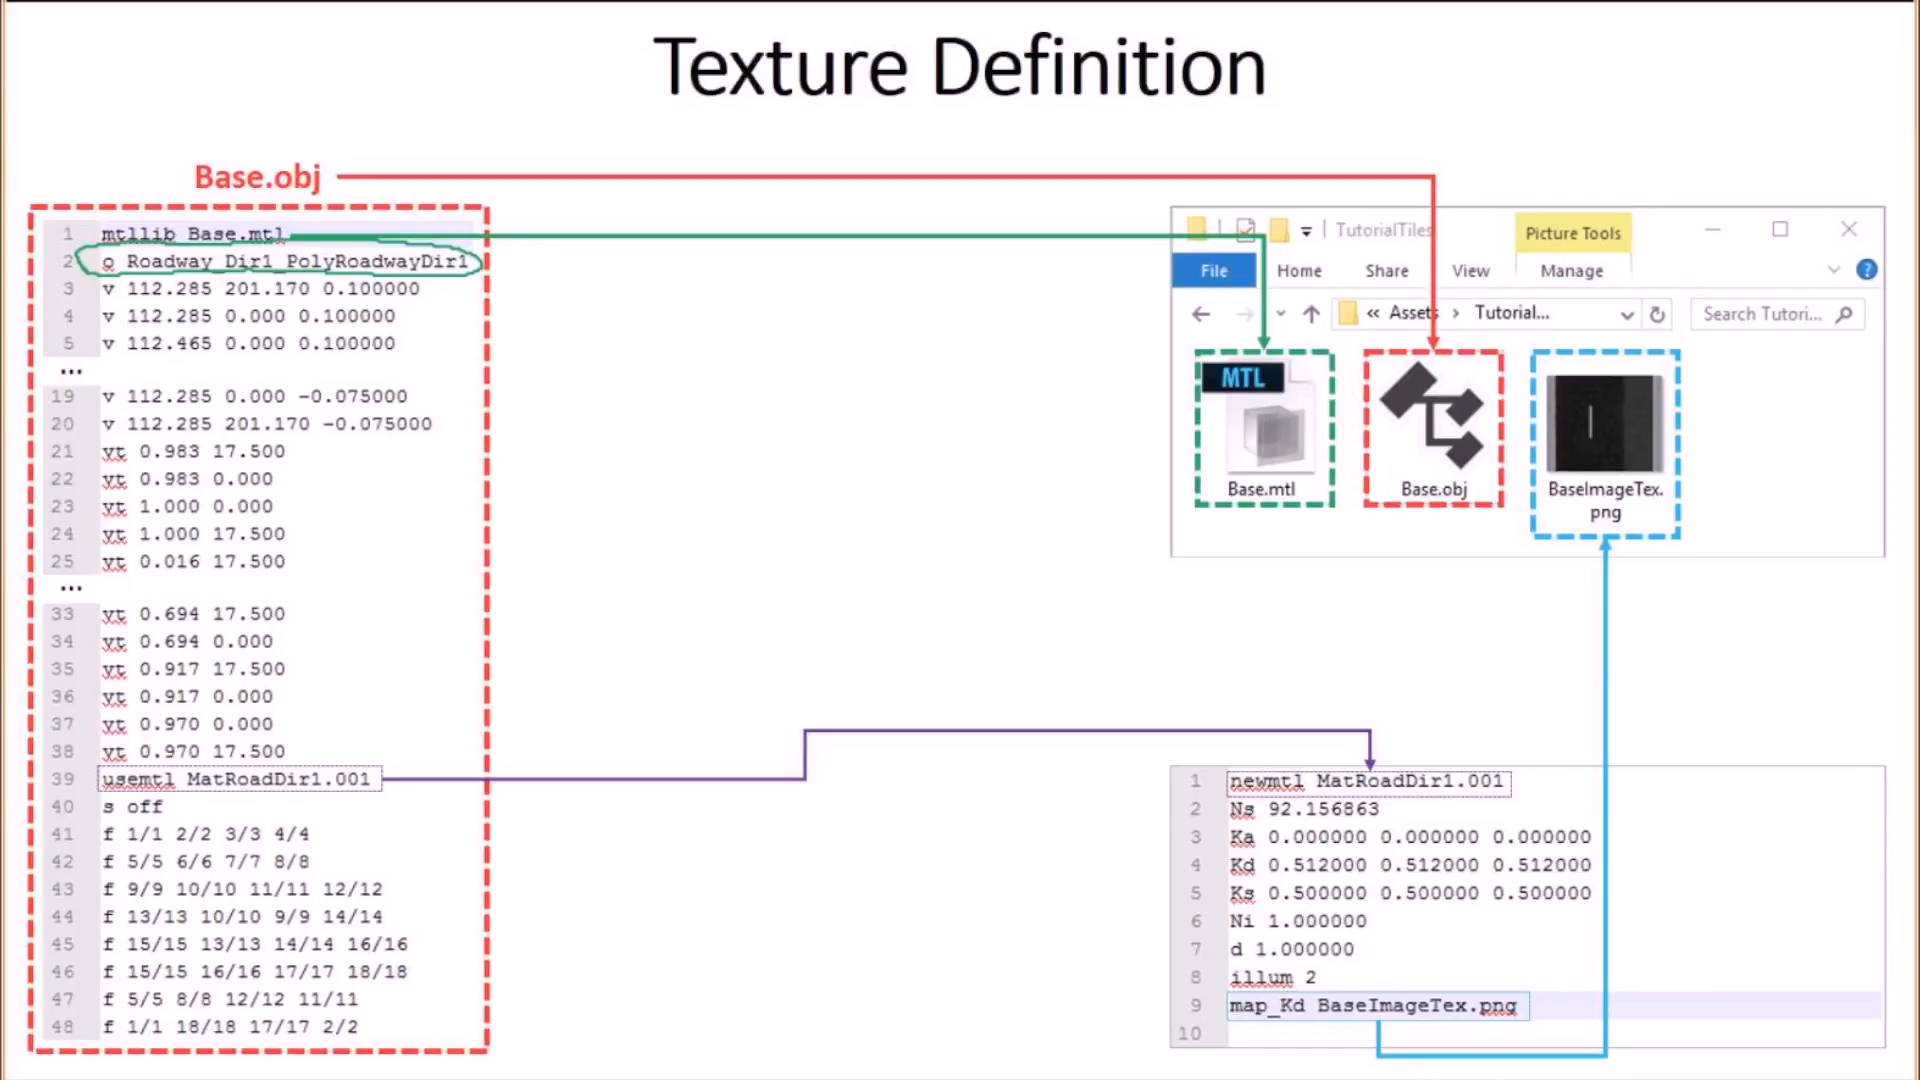 Texture Definition
Base.obj
1 mtllib Base.mtl
2 o Roadway_Dir1_PolyRoadwayDir1
3 v 112.285 201.170 0.100000
4 v 112.285 0.000 0.100000
5 v 112.465 0.000 0.100000
...
19 v 112.285 0.000 -0.075000
20 v 112.285 201.170 -0.075000
21 vt 0.983 17.500
22 vt 0.983 0.000
23 vt 1.000 0.000
24 vt 1.000 17.500
25 vt 0.016 17.500
...
33 vt 0.694 17.500
34 vt 0.694 0.000
35 vt 0.917 17.500
36 vt 0.917 0.000
37 vt 0.970 0.000
38 vt 0.970 17.500
39 usemtl MatRoadDir1.001
40 s off
41 f 1/1 2/2 3/3 4/4
42 f 5/5 6/6 7/7 8/8
43 f 9/9 10/10 11/11 12/12
44 f 13/13 10/10 9/9 14/14
45 f 15/15 13/13 14/14 16/16
46 f 15/15 16/16 17/17 18/18
47 f 5/5 8/8 12/12 11/11
48 f 1/1 18/18 17/17 2/2
TutorialTiles
Picture Tools
File Home Share View Manage
« Assets › Tutorial...
Search Tutori...
MTL
Base.mtl
Base.obj
BaseImageTex.
png
1 newmtl MatRoadDir1.001
2 Ns 92.156863
3 Ka 0.000000 0.000000 0.000000
4 Kd 0.512000 0.512000 0.512000
5 Ks 0.500000 0.500000 0.500000
6 Ni 1.000000
7 d 1.000000
8 illum 2
9 map_Kd BaseImageTex.png
10